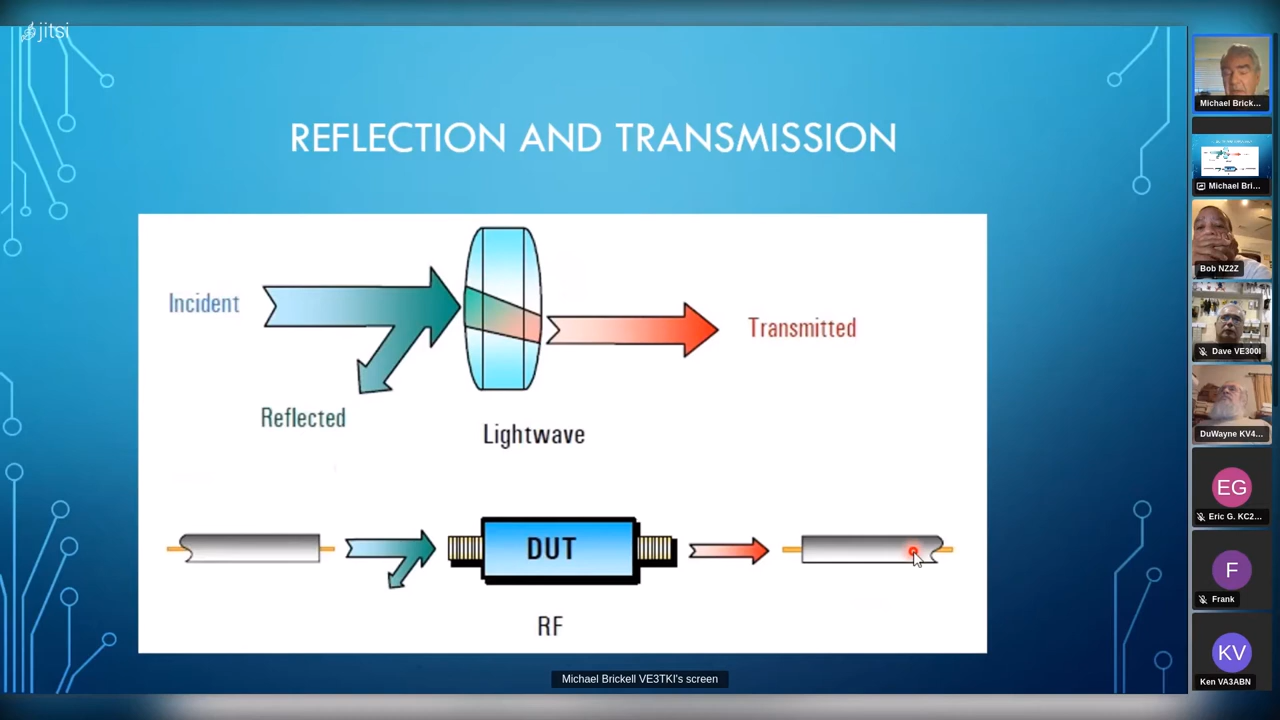 jitsi
REFLECTION AND TRANSMISSION
Incident
Transmitted
Reflected
Lightwave
DUT
RF
Michael Brickell VE3TKI's screen
Michael Brick...
Michael Bri...
Bob NZ2Z
Dave VE3OOI
DuWayne KV4...
EG
Eric G. KC2...
F
Frank
KV
Ken VA3ABN